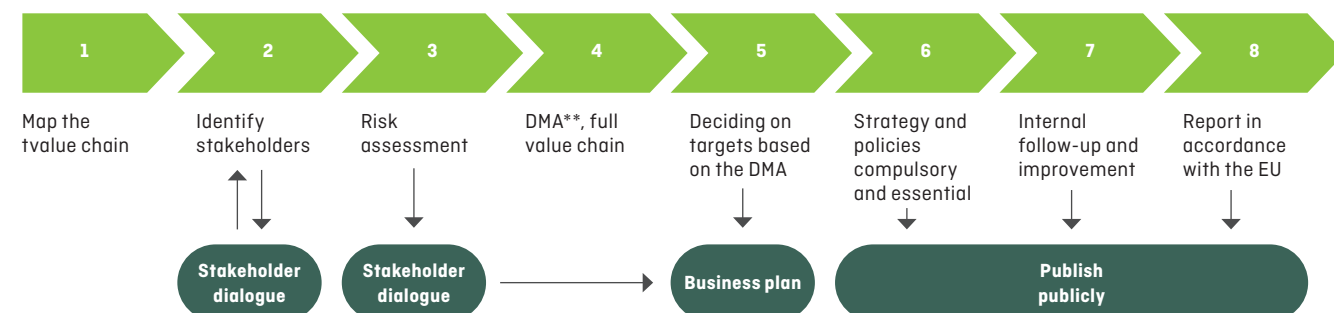 1
2
3
4
5
6
7
8
Map the
tvalue chain
Identify
stakeholders
Risk
assessment
DMA**, full
value chain
Deciding on
targets based
on the DMA
Strategy and
policies
compulsory
and essential
Internal
follow-up and
improvement
Report in
accordance
with the EU
Stakeholder
dialogue
Stakeholder
dialogue
Business plan
Publish
publicly